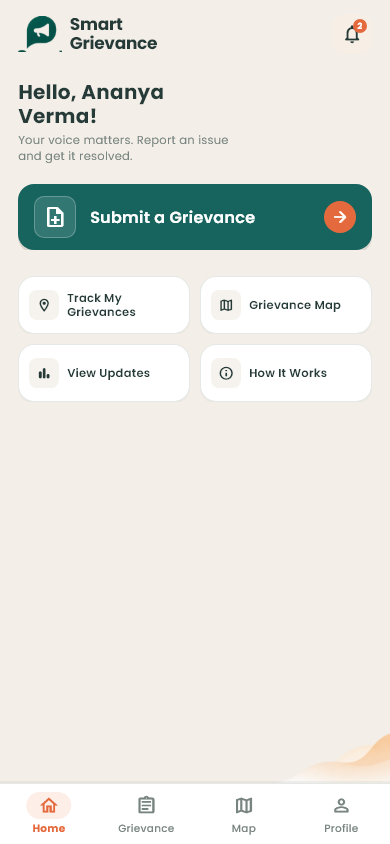 Smart
Grievance
2
Hello, Ananya
Verma!
Your voice matters. Report an issue
and get it resolved.
Submit a Grievance
Track My
Grievances
Grievance Map
View Updates
How It Works
Home
Grievance
Map
Profile